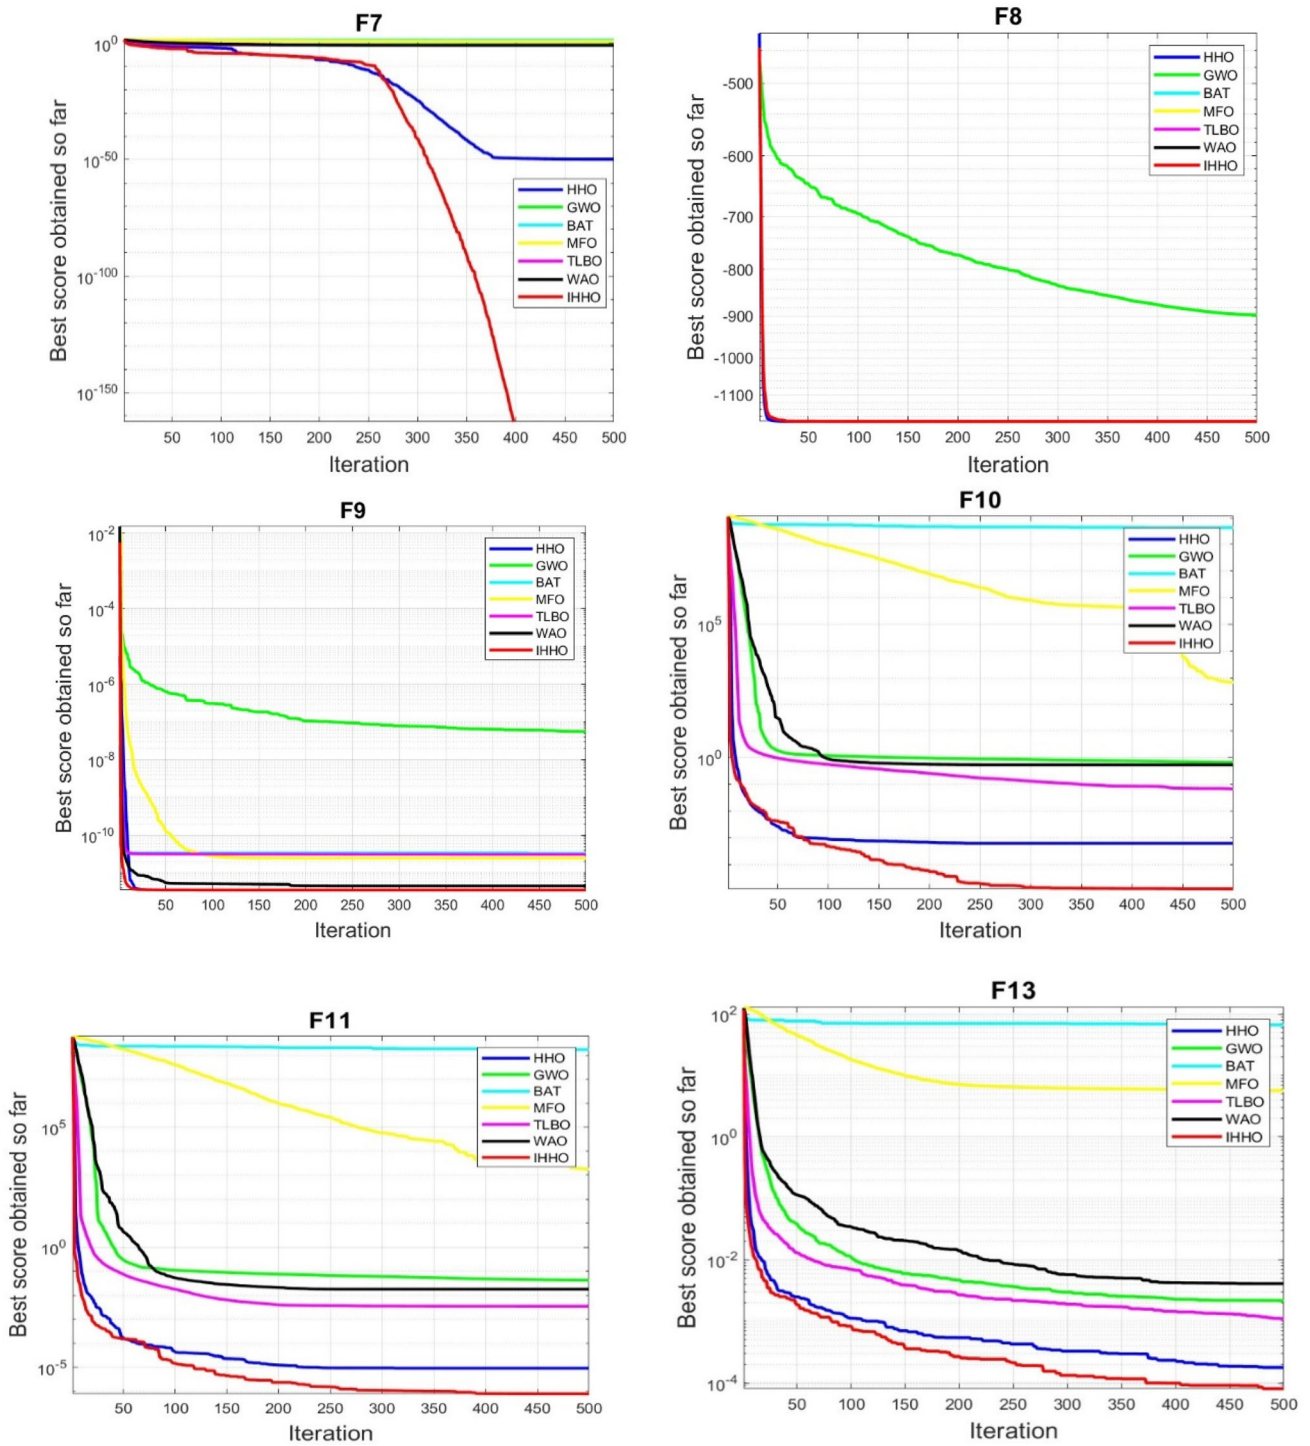 F7
Best score obtained so far
10^0
10^-50
10^-100
10^-150
HHO
GWO
BAT
MFO
TLBO
WAO
IHHO
50 100 150 200 250 300 350 400 450 500
Iteration
F8
Best score obtained so far
-500
-600
-700
-800
-900
-1000
-1100
HHO
GWO
BAT
MFO
TLBO
WAO
IHHO
50 100 150 200 250 300 350 400 450 500
Iteration
F9
Best score obtained so far
10^-2
10^-4
10^-6
10^-8
10^-10
HHO
GWO
BAT
MFO
TLBO
WAO
IHHO
50 100 150 200 250 300 350 400 450 500
Iteration
F10
Best score obtained so far
10^5
10^0
HHO
GWO
BAT
MFO
TLBO
WAO
IHHO
50 100 150 200 250 300 350 400 450 500
Iteration
F11
Best score obtained so far
10^5
10^0
10^-5
HHO
GWO
BAT
MFO
TLBO
WAO
IHHO
50 100 150 200 250 300 350 400 450 500
Iteration
F13
Best score obtained so far
10^2
10^0
10^-2
10^-4
HHO
GWO
BAT
MFO
TLBO
WAO
IHHO
50 100 150 200 250 300 350 400 450 500
Iteration